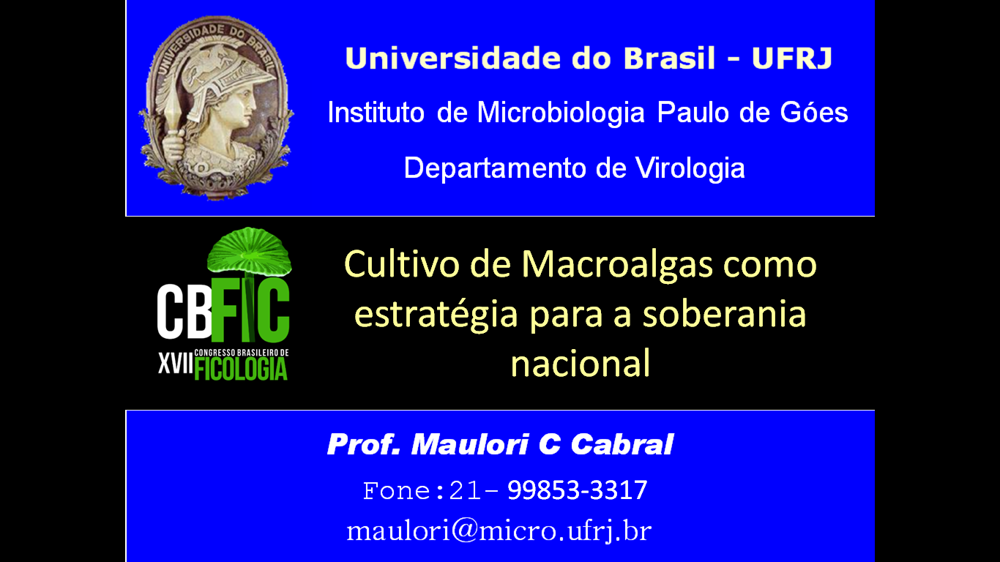 UNIVERSIDADE DO BRASIL
Universidade do Brasil - UFRJ
Instituto de Microbiologia Paulo de Góes
Departamento de Virologia
CBFIC
XVII CONGRESSO BRASILEIRO DE
FICOLOGIA
Cultivo de Macroalgas como
estratégia para a soberania
nacional
Prof. Maulori C Cabral
Fone:21– 99853-3317
maulori@micro.ufrj.br